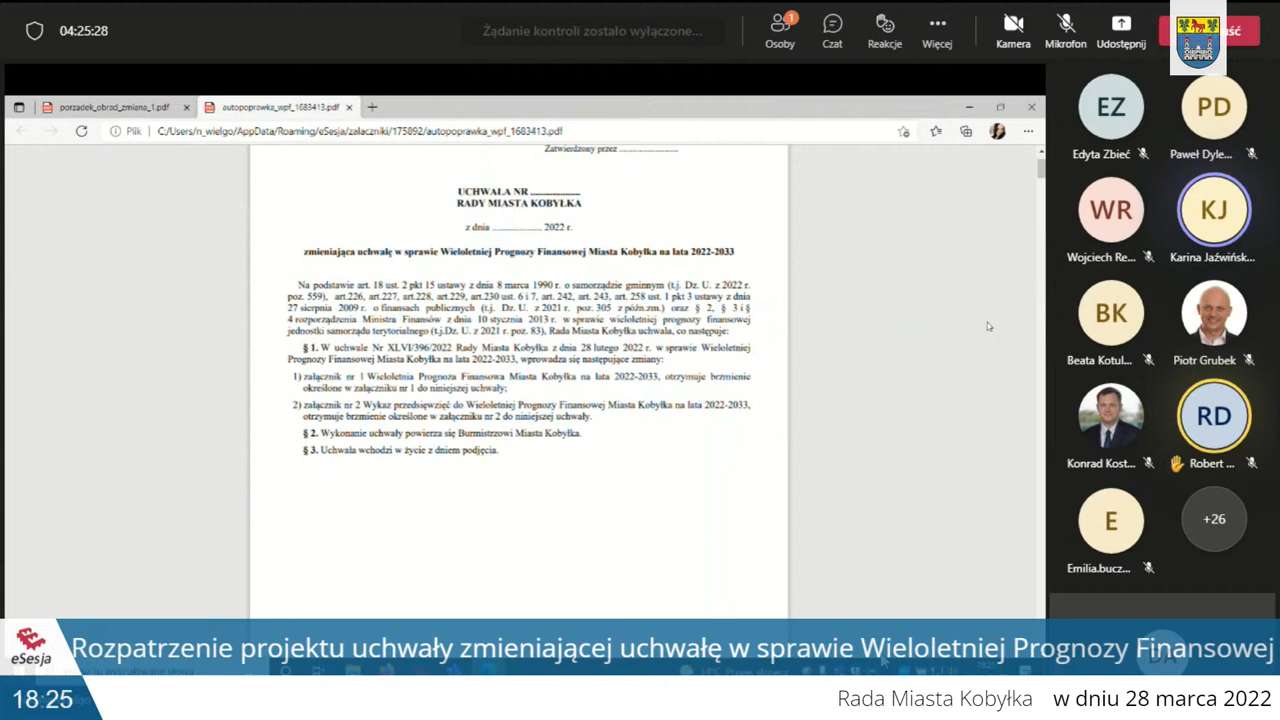 04:25:28
Żądanie kontroli zostało wyłączone...
1
Osoby
Czat
Reakcje
Więcej
Kamera
Mikrofon
Udostępnij
ść
porzadek_obrad_zmiana_1.pdf
autopoprawka_wpf_1683413.pdf
Plik
C:/Users/n_wielgo/AppData/Roaming/eSesja/zalaczniki/175892/autopoprawka_wpf_1683413.pdf
Zatwierdzony przez ....................
UCHWAŁA NR ....................
RADY MIASTA KOBYŁKA
z dnia .................... 2022 r.
zmieniająca uchwałę w sprawie Wieloletniej Prognozy Finansowej Miasta Kobyłka na lata 2022-2033
Na podstawie art. 18 ust. 2 pkt 15 ustawy z dnia 8 marca 1990 r. o samorządzie gminnym (t.j. Dz. U. z 2022 r.
poz. 559), art.226, art.227, art.228, art.229, art.230 ust. 6 i 7, art. 242, art. 243, art. 258 ust. 1 pkt 3 ustawy z dnia
27 sierpnia 2009 r. o finansach publicznych (t.j. Dz. U. z 2021 r. poz. 305 z późn.zm.) oraz § 2, § 3 i §
4 rozporządzenia Ministra Finansów z dnia 10 stycznia 2013 r. w sprawie wieloletniej prognozy finansowej
jednostki samorządu terytorialnego (t.j.Dz. U. z 2021 r. poz. 83), Rada Miasta Kobyłka uchwala, co następuje:
§ 1. W uchwale Nr XLVI/396/2022 Rady Miasta Kobyłka z dnia 28 lutego 2022 r. w sprawie Wieloletniej
Prognozy Finansowej Miasta Kobyłka na lata 2022-2033, wprowadza się następujące zmiany:
1) załącznik nr 1 Wieloletnia Prognoza Finansowa Miasta Kobyłka na lata 2022-2033, otrzymuje brzmienie
określone w załączniku nr 1 do niniejszej uchwały;
2) załącznik nr 2 Wykaz przedsięwzięć do Wieloletniej Prognozy Finansowej Miasta Kobyłka na lata 2022-2033,
otrzymuje brzmienie określone w załączniku nr 2 do niniejszej uchwały.
§ 2. Wykonanie uchwały powierza się Burmistrzowi Miasta Kobyłka.
§ 3. Uchwała wchodzi w życie z dniem podjęcia.
EZ
Edyta Zbieć
PD
Paweł Dyle...
WR
Wojciech Re...
KJ
Karina Jaźwińsk...
BK
Beata Kotul...
Piotr Grubek
Konrad Kost...
RD
Robert ...
E
Emilia.bucz...
+26
eSesja
Rozpatrzenie projektu uchwały zmieniającej uchwałę w sprawie Wieloletniej Prognozy Finansowej
18:25
Rada Miasta Kobyłka w dniu 28 marca 2022